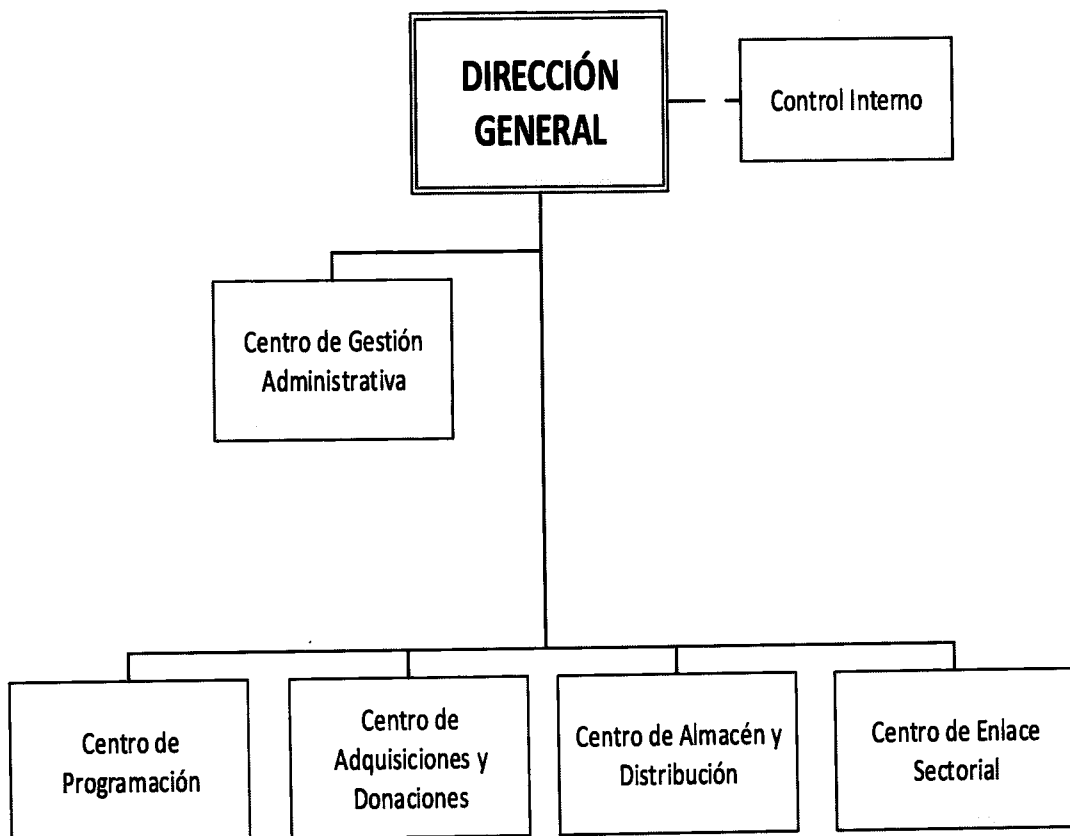 DIRECCIÓN
GENERAL
Control Interno
Centro de Gestión
Administrativa
Centro de
Programación
Centro de
Adquisiciones y
Donaciones
Centro de Almacén y
Distribución
Centro de Enlace
Sectorial